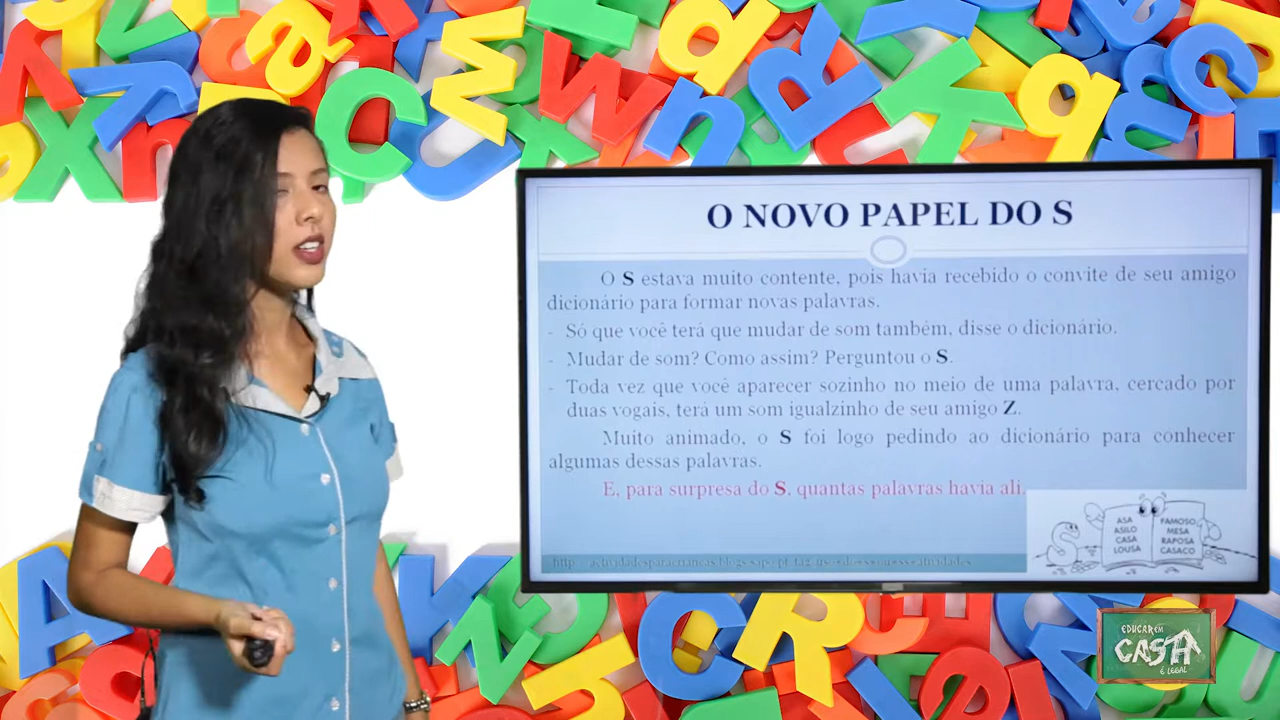 O NOVO PAPEL DO S
O S estava muito contente, pois havia recebido o convite de seu amigo
dicionário para formar novas palavras.
- Só que você terá que mudar de som também, disse o dicionário.
- Mudar de som? Como assim? Perguntou o S.
- Toda vez que você aparecer sozinho no meio de uma palavra, cercado por
duas vogais, terá um som igualzinho de seu amigo Z.
Muito animado, o S foi logo pedindo ao dicionário para conhecer
algumas dessas palavras.
E, para surpresa do S, quantas palavras havia ali.
ASA
ASILO
CASA
LOUSA
FAMOSO
MESA
RAPOSA
CASACO
EDUCAR EM
CASA
É LEGAL